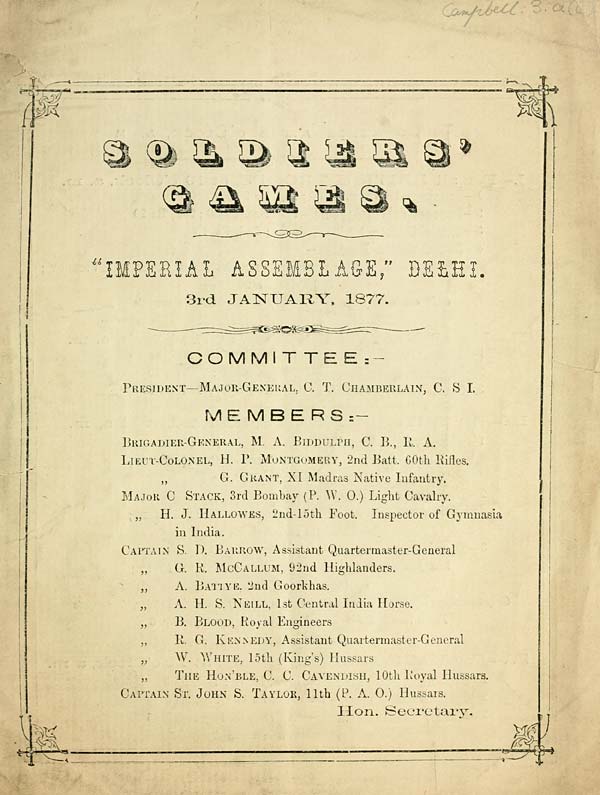 Campbell. 3. a.
SOLDIERS'
GAMES.
"IMPERIAL ASSEMBLAGE," DELHI.
3rd JANUARY, 1877.
COMMITTEE:-
PRESIDENT—MAJOR-GENERAL, C. T. CHAMBERLAIN, C. S I.
MEMBERS:-
BRIGADIER-GENERAL, M. A. BIDDULPH, C. B., R. A.
LIEUT-COLONEL, H. P. MONTGOMERY, 2nd Batt. 60th Rifles.
„ G. GRANT, XI Madras Native Infantry.
MAJOR C STACK, 3rd Bombay (P. W. O.) Light Cavalry.
„ H. J. HALLOWES, 2nd-15th Foot. Inspector of Gymnasia
in India.
CAPTAIN S. D. BARROW, Assistant Quartermaster-General
„ G. R. MCCALLUM, 92nd Highlanders.
„ A. BATTYE. 2nd Goorkhas.
„ A. H. S. NEILL, 1st Central India Horse.
„ B. BLOOD, Royal Engineers
„ R. G. KENNEDY, Assistant Quartermaster-General
„ W. WHITE, 15th (King's) Hussars
„ THE HON'BLE, C. C. CAVENDISH, 10th Royal Hussars.
CAPTAIN ST. JOHN S. TAYLOR, 11th (P. A. O.) Hussars.
Hon. Secretary.